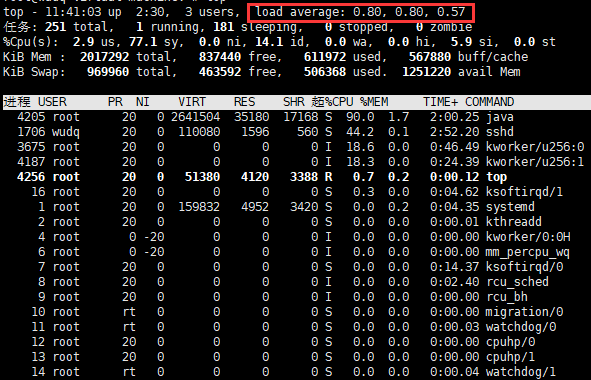 top - 11:41:03 up  2:30,  3 users,  load average: 0.80, 0.80, 0.57
任务: 251 total,   1 running, 181 sleeping,   0 stopped,   0 zombie
%Cpu(s):  2.9 us, 77.1 sy,  0.0 ni, 14.1 id,  0.0 wa,  0.0 hi,  5.9 si,  0.0 st
KiB Mem :  2017292 total,   837440 free,   611972 used,   567880 buff/cache
KiB Swap:   969960 total,   463592 free,   506368 used.  1251220 avail Mem
进程 USER      PR  NI    VIRT    RES    SHR 超%CPU %MEM     TIME+ COMMAND
4205 root      20   0 2641504  35180  17168 S  90.0  1.7   2:00.25 java
1706 wudq      20   0  110080   1596    560 S  44.2  0.1   2:52.20 sshd
3675 root      20   0       0      0      0 I  18.6  0.0   0:46.49 kworker/u256:0
4187 root      20   0       0      0      0 I  18.3  0.0   0:24.39 kworker/u256:1
4256 root      20   0   51380   4120   3388 R   0.7  0.2   0:00.12 top
16 root      20   0       0      0      0 S   0.3  0.0   0:04.62 ksoftirqd/1
1 root      20   0  159832   4952   3420 S   0.0  0.2   0:04.35 systemd
2 root      20   0       0      0      0 S   0.0  0.0   0:00.01 kthreadd
4 root       0 -20       0      0      0 I   0.0  0.0   0:00.00 kworker/0:0H
6 root       0 -20       0      0      0 I   0.0  0.0   0:00.00 mm_percpu_wq
7 root      20   0       0      0      0 S   0.0  0.0   0:14.37 ksoftirqd/0
8 root      20   0       0      0      0 I   0.0  0.0   0:02.40 rcu_sched
9 root      20   0       0      0      0 I   0.0  0.0   0:00.00 rcu_bh
10 root      rt   0       0      0      0 S   0.0  0.0   0:00.00 migration/0
11 root      rt   0       0      0      0 S   0.0  0.0   0:00.03 watchdog/0
12 root      20   0       0      0      0 S   0.0  0.0   0:00.00 cpuhp/0
13 root      20   0       0      0      0 S   0.0  0.0   0:00.00 cpuhp/1
14 root      rt   0       0      0      0 S   0.0  0.0   0:00.04 watchdog/1